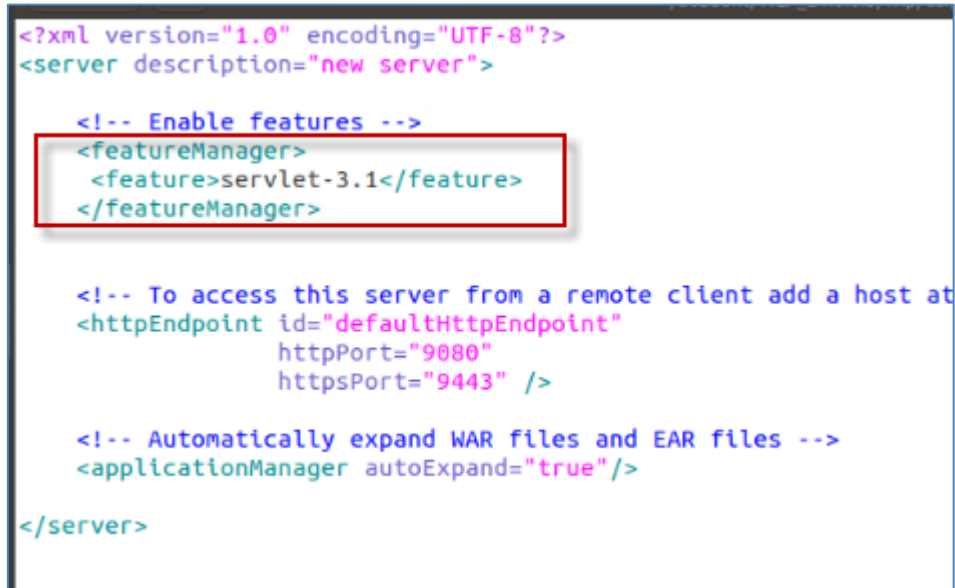 <?xml version="1.0" encoding="UTF-8"?>
<server description="new server">
<!-- Enable features -->
<featureManager>
<feature>servlet-3.1</feature>
</featureManager>
<!-- To access this server from a remote client add a host at
<httpEndpoint id="defaultHttpEndpoint"
httpPort="9080"
httpsPort="9443" />
<!-- Automatically expand WAR files and EAR files -->
<applicationManager autoExpand="true"/>
</server>